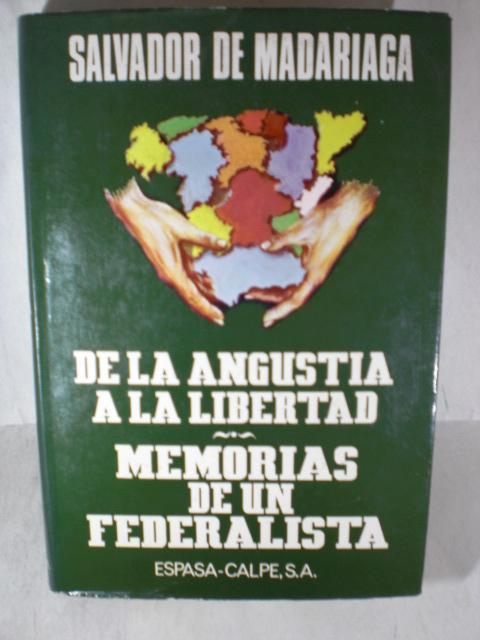 SALVADOR DE MADARIAGA
DE LA ANGUSTIA
A LA LIBERTAD
MEMORIAS
DE UN
FEDERALISTA
ESPASA-CALPE, S.A.